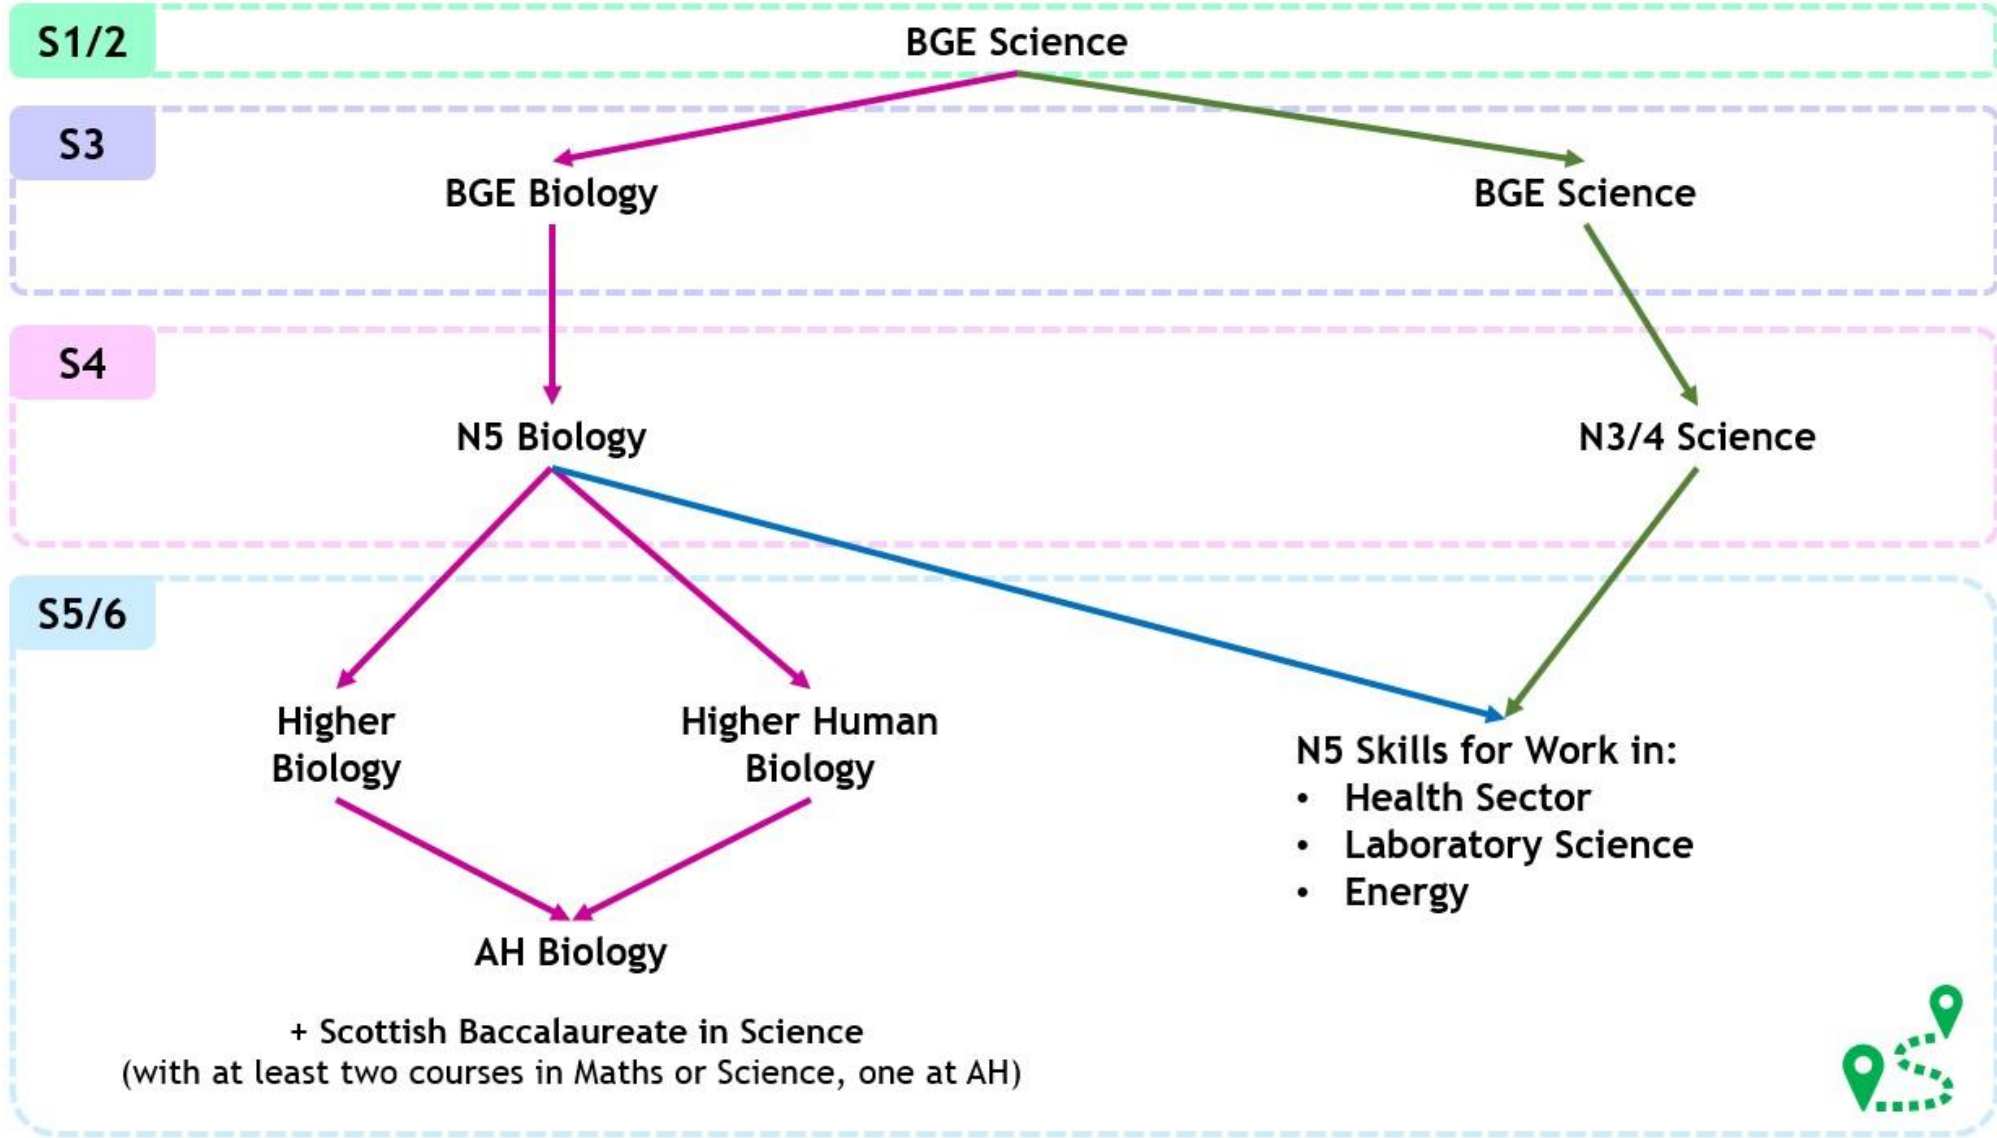 S1/2
BGE Science
S3
BGE Biology
BGE Science
S4
N5 Biology
N3/4 Science
S5/6
Higher
Biology
Higher Human
Biology
N5 Skills for Work in:
• Health Sector
• Laboratory Science
• Energy
AH Biology
+ Scottish Baccalaureate in Science
(with at least two courses in Maths or Science, one at AH)